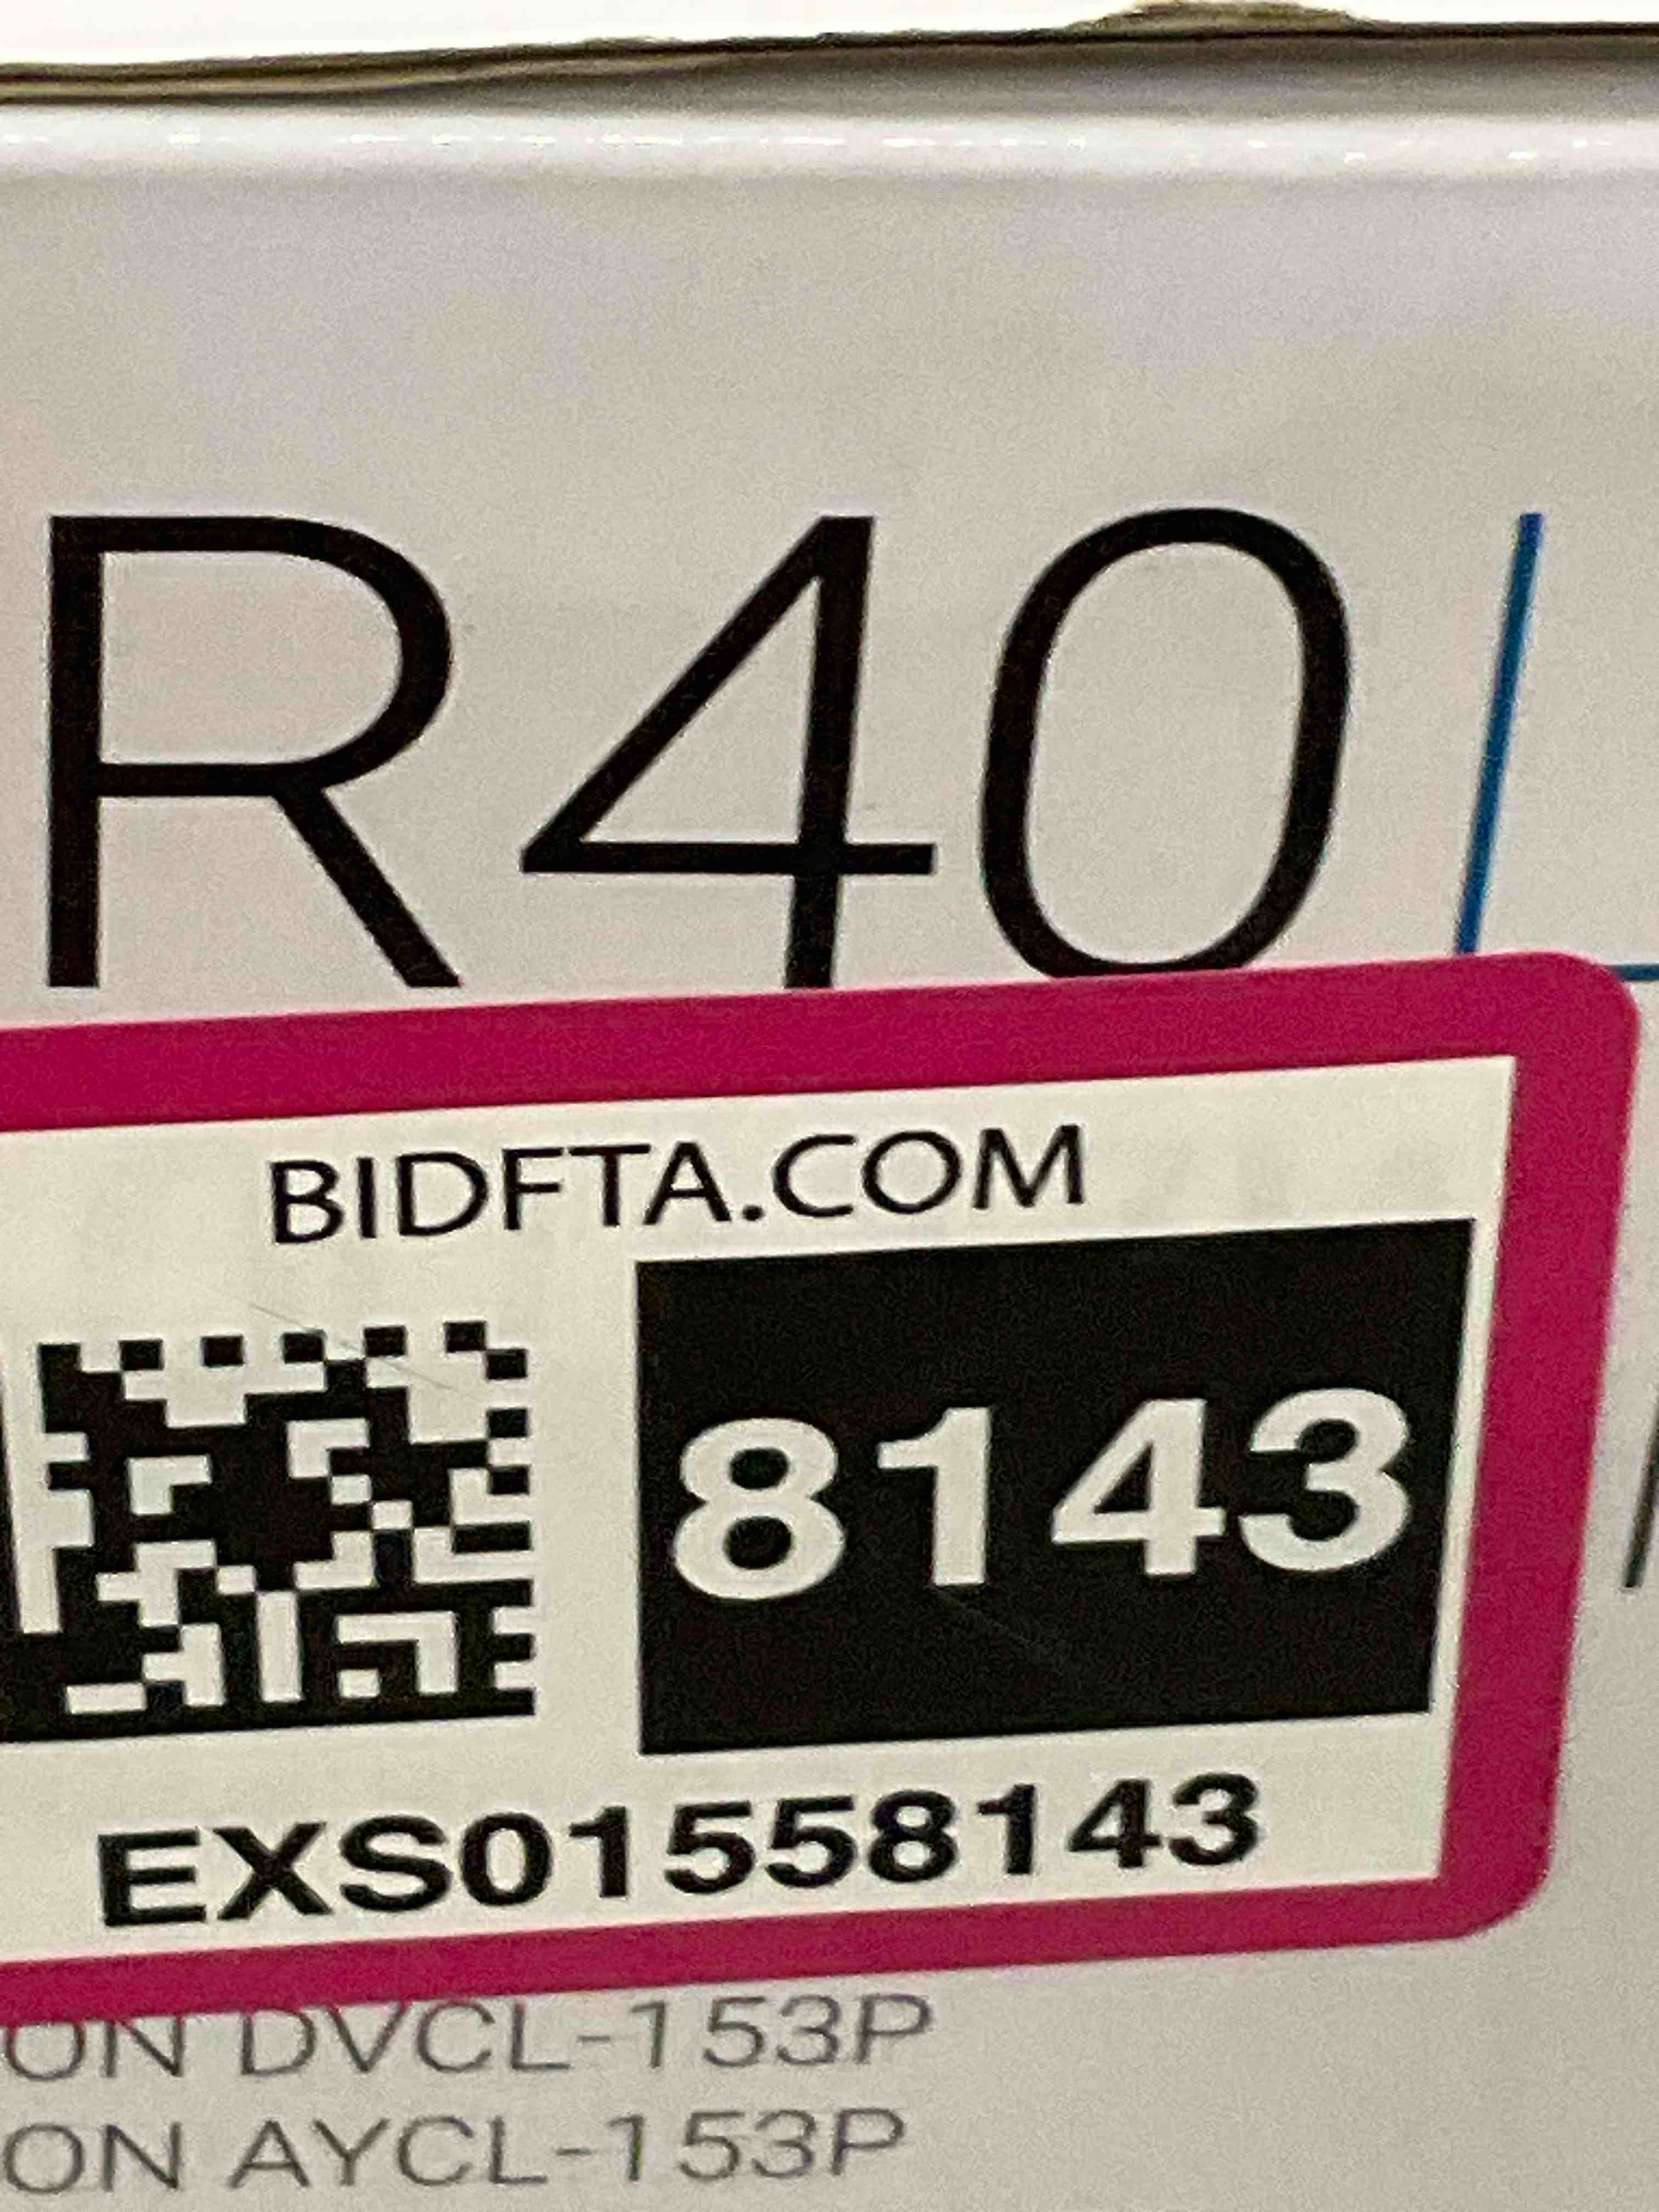 R40
BIDFTA.COM
8143
EXS01558143
ON DVCL-153P
ON AYCL-153P